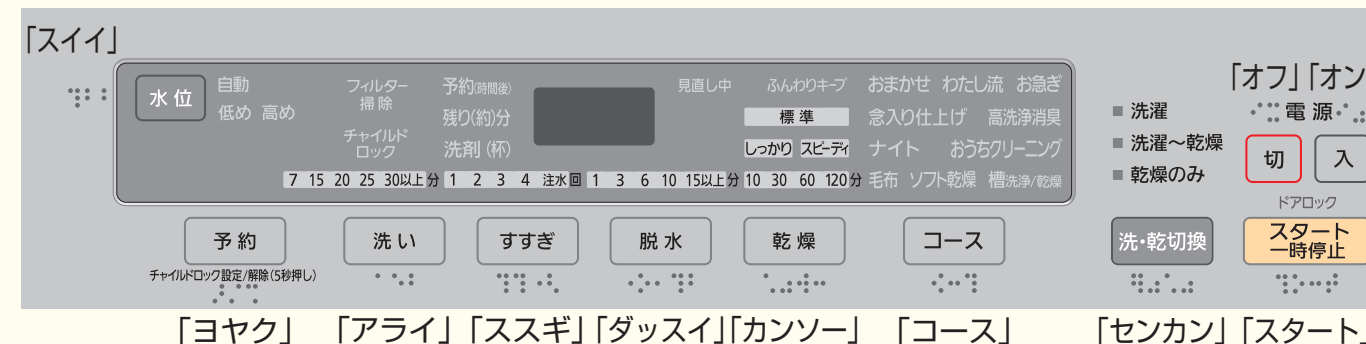 「スイイ」
「オフ」「オン
水位
自動
低め 高め
フィルター
掃除
チャイルド
ロック
予約(時間後)
残り(約)分
洗剤(杯)
見直し中
ふんわりキープ
標準
しっかり スピーディ
おまかせ わたし流 お急ぎ
念入り仕上げ 高洗浄消臭
ナイト おうちクリーニング
毛布 ソフト乾燥 槽洗浄/乾燥
7 15 20 25 30以上 分 1 2 3 4 注水 回 1 3 6 10 15以上 分 10 30 60 120 分
■ 洗濯
■ 洗濯~乾燥
■ 乾燥のみ
電源
切 入
ドアロック
予約 洗い すすぎ 脱水 乾燥 コース 洗・乾切換
スタート
一時停止
チャイルドロック設定/解除(5秒押し)
⠹⠃⠃
「ヨヤク」 「アライ」 「ススギ」 「ダッスイ」 「カンソー」 「コース」 「センカン」 「スタート」